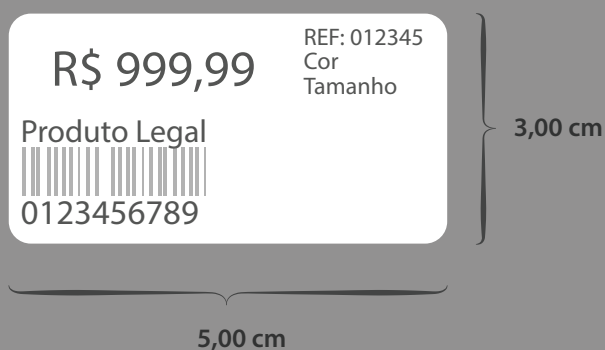 R$ 999,99
REF: 012345
Cor
Tamanho
Produto Legal
0123456789
3,00 cm
5,00 cm